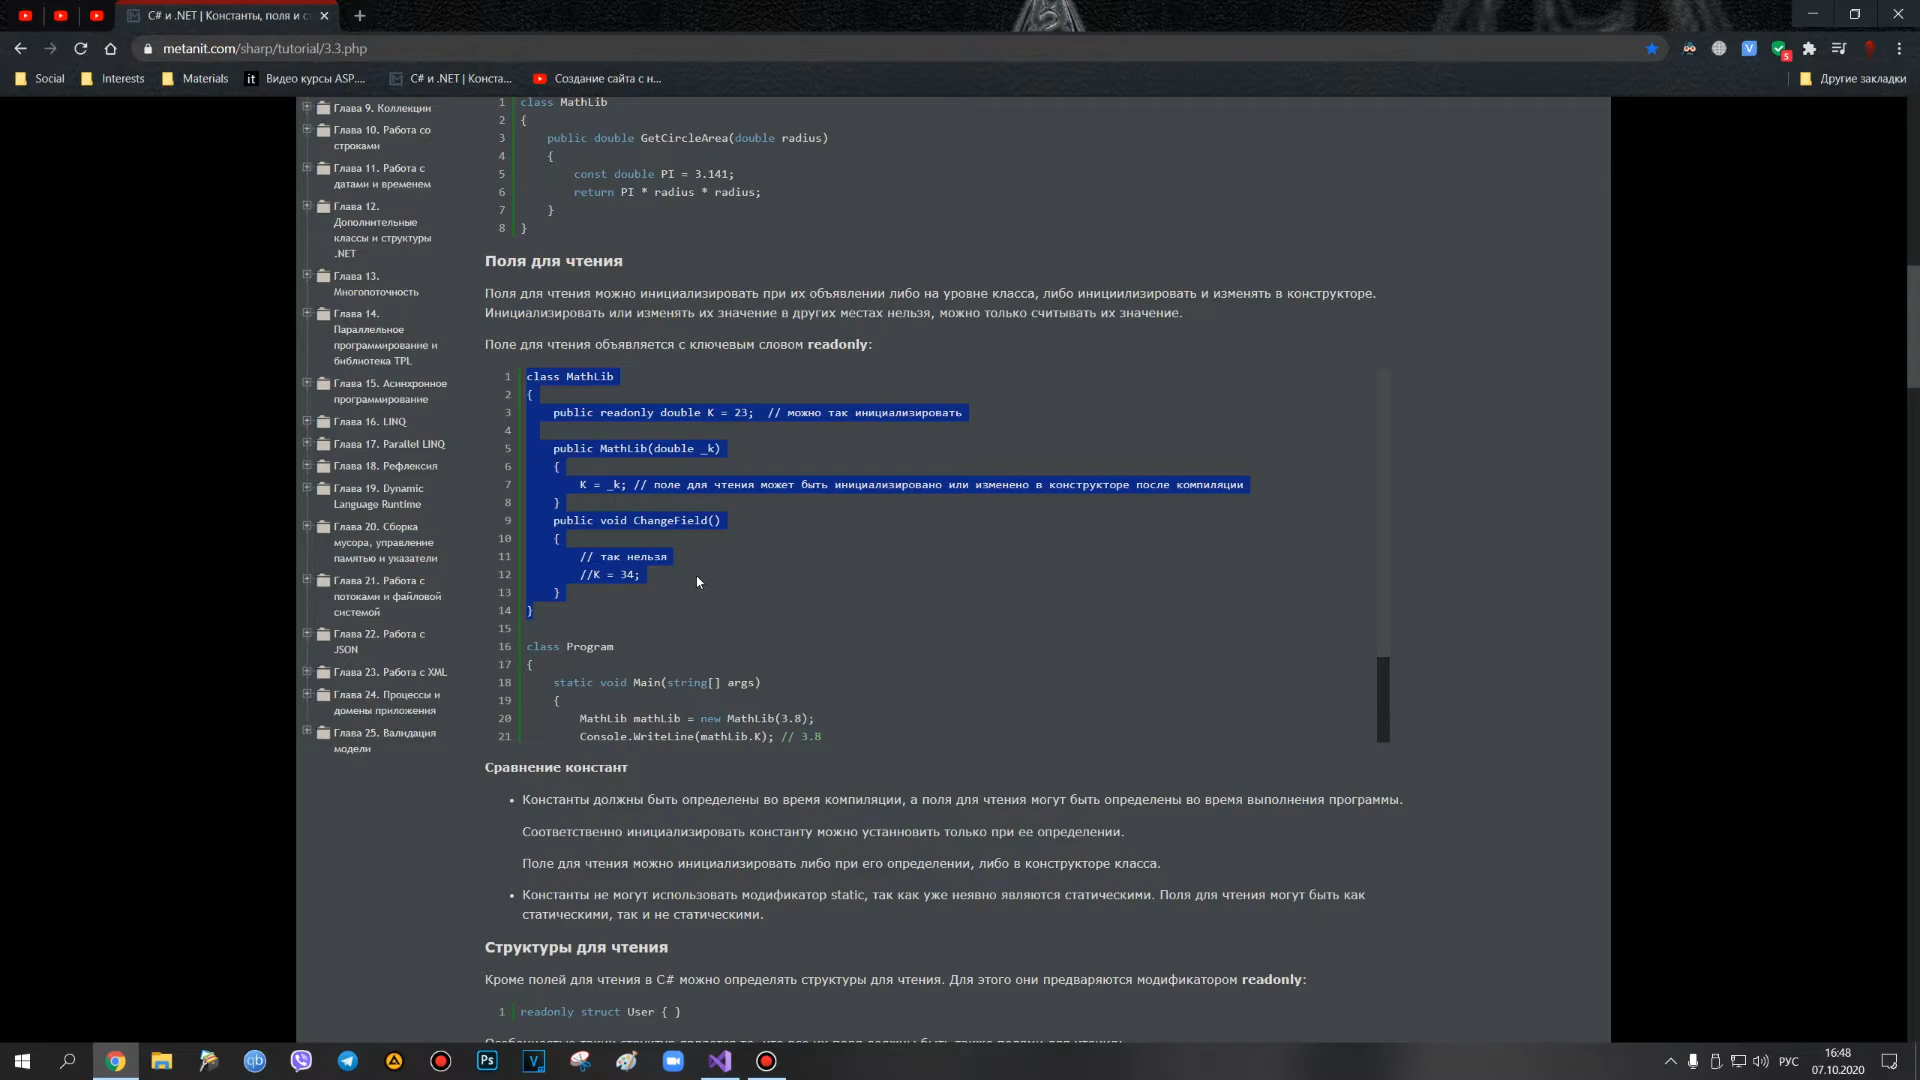 C# и .NET | Константы, поля и с
metanit.com/sharp/tutorial/3.3.php
5
Social
Interests
Materials
it Видео курсы ASP....
C# и .NET | Конста...
Создание сайта с н...
Другие закладки
Глава 9. Коллекции
Глава 10. Работа со
строками
Глава 11. Работа с
датами и временем
Глава 12.
Дополнительные
классы и структуры
.NET
Глава 13.
Многопоточность
Глава 14.
Параллельное
программирование и
библиотека TPL
Глава 15. Асинхронное
программирование
Глава 16. LINQ
Глава 17. Parallel LINQ
Глава 18. Рефлексия
Глава 19. Dynamic
Language Runtime
Глава 20. Сборка
мусора, управление
памятью и указатели
Глава 21. Работа с
потоками и файловой
системой
Глава 22. Работа с
JSON
Глава 23. Работа с XML
Глава 24. Процессы и
домены приложения
Глава 25. Валидация
модели
1 class MathLib
2 {
3 public double GetCircleArea(double radius)
4 {
5 const double PI = 3.141;
6 return PI * radius * radius;
7 }
8 }
Поля для чтения
Поля для чтения можно инициализировать при их объявлении либо на уровне класса, либо инициилизировать и изменять в конструкторе.
Инициализировать или изменять их значение в других местах нельзя, можно только считывать их значение.
Поле для чтения объявляется с ключевым словом readonly:
1 class MathLib
2 {
3 public readonly double K = 23; // можно так инициализировать
4
5 public MathLib(double _k)
6 {
7 K = _k; // поле для чтения может быть инициализировано или изменено в конструкторе после компиляции
8 }
9 public void ChangeField()
10 {
11 // так нельзя
12 //K = 34;
13 }
14 }
15
16 class Program
17 {
18 static void Main(string[] args)
19 {
20 MathLib mathLib = new MathLib(3.8);
21 Console.WriteLine(mathLib.K); // 3.8
Сравнение констант
• Константы должны быть определены во время компиляции, а поля для чтения могут быть определены во время выполнения программы.
Соответственно инициализировать константу можно устанновить только при ее определении.
Поле для чтения можно инициализировать либо при его определении, либо в конструкторе класса.
• Константы не могут использовать модификатор static, так как уже неявно являются статическими. Поля для чтения могут быть как
статическими, так и не статическими.
Структуры для чтения
Кроме полей для чтения в C# можно определять структуры для чтения. Для этого они предваряются модификатором readonly:
1 readonly struct User { }
qb
Ps
V
РУС
16:48
07.10.2020